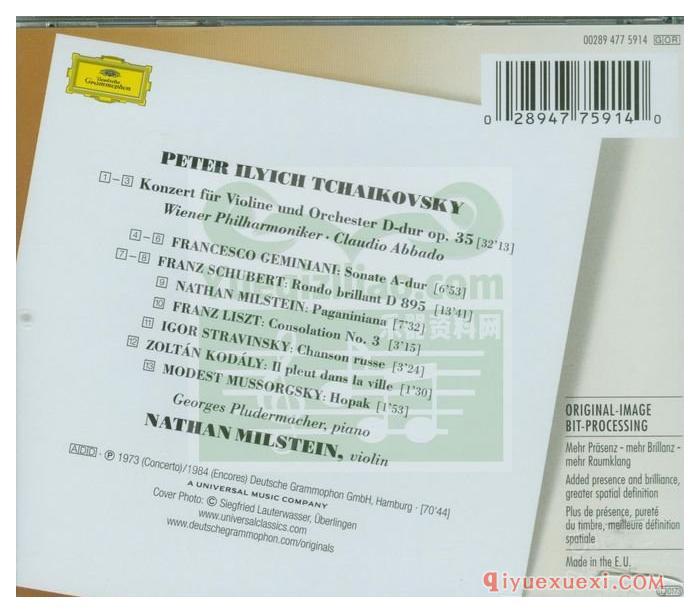 00289 477 5914 GOR
Deutsche
Grammophon
0 28947 75914 0
PETER ILYICH TCHAIKOVSKY
1–3 Konzert für Violine und Orchester D-dur op. 35 [32'13]
Wiener Philharmoniker · Claudio Abbado
4–6 FRANCESCO GEMINIANI: Sonate A-dur [6'53]
7–8 FRANZ SCHUBERT: Rondo brillant D 895 [13'41]
9 NATHAN MILSTEIN: Paganiniana [7'32]
10 FRANZ LISZT: Consolation No. 3 [3'15]
11 IGOR STRAVINSKY: Chanson russe [3'24]
12 ZOLTÁN KODÁLY: Il pleut dans la ville [1'30]
13 MODEST MUSSORGSKY: Hopak [1'53]
Georges Pludermacher, piano
NATHAN MILSTEIN, violin
ADD · Ⓟ 1973 (Concerto)/1984 (Encores) Deutsche Grammophon GmbH, Hamburg · [70'44]
A UNIVERSAL MUSIC COMPANY
Cover Photo: © Siegfried Lauterwasser, Überlingen
www.universalclassics.com
www.deutschegrammophon.com/originals
Yueqiziliao.com
乐器资料网
ORIGINAL-IMAGE
BIT-PROCESSING
Mehr Präsenz - mehr Brillanz -
mehr Raumklang
Added presence and brilliance,
greater spatial definition
Plus de présence, pureté
du timbre, meilleure définition
spatiale
Made in the E. U.
qiyuexuexi.com